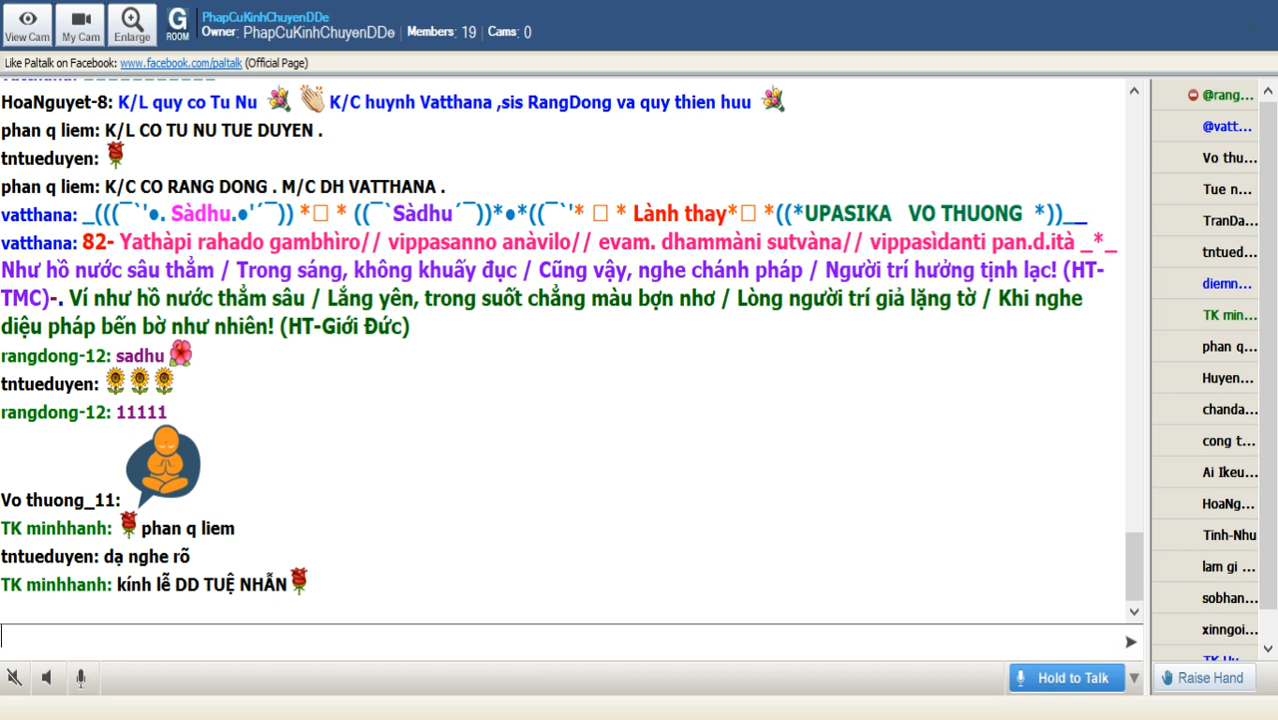 View Cam
My Cam
Enlarge
G
ROOM
PhapCuKinhChuyenDDe
Owner: PhapCuKinhChuyenDDe | Members: 19 | Cams: 0
Like Paltalk on Facebook: www.facebook.com/paltalk (Official Page)
HoaNguyet-8: K/L quy co Tu Nu K/C huynh Vatthana ,sis RangDong va quy thien huu
phan q liem: K/L CO TU NU TUE DUYEN .
tntueduyen:
phan q liem: K/C CO RANG DONG . M/C DH VATTHANA .
vatthana: _(((¯`'●. Sàdhu.●'´¯)) *□ * ((¯`Sàdhu´¯))*●*((¯`'* □ * Lành thay*□ *((*UPASIKA VO THUONG *))__
vatthana: 82- Yathàpi rahado gambhìro// vippasanno anàvilo// evam. dhammàni sutvàna// vippasìdanti pan.d.ità _*_
Như hồ nước sâu thẳm / Trong sáng, không khuấy đục / Cũng vậy, nghe chánh pháp / Người trí hưởng tịnh lạc! (HT-
TMC)-. Ví như hồ nước thẳm sâu / Lắng yên, trong suốt chẳng màu bợn nhơ / Lòng người trí giả lặng tờ / Khi nghe
diệu pháp bến bờ như nhiên! (HT-Giới Đức)
rangdong-12: sadhu
tntueduyen:
rangdong-12: 11111
Vo thuong_11:
TK minhhanh: phan q liem
tntueduyen: dạ nghe rõ
TK minhhanh: kính lễ DD TUỆ NHẪN
@rang...
@vatt...
Vo thu...
Tue n...
TranDa...
tntued...
diemn...
TK min...
phan q...
Huyen...
chanda...
cong t...
Ai Ikeu...
HoaNg...
Tinh-Nhu
lam gi ...
sobhan...
xinngoi...
Hold to Talk
Raise Hand